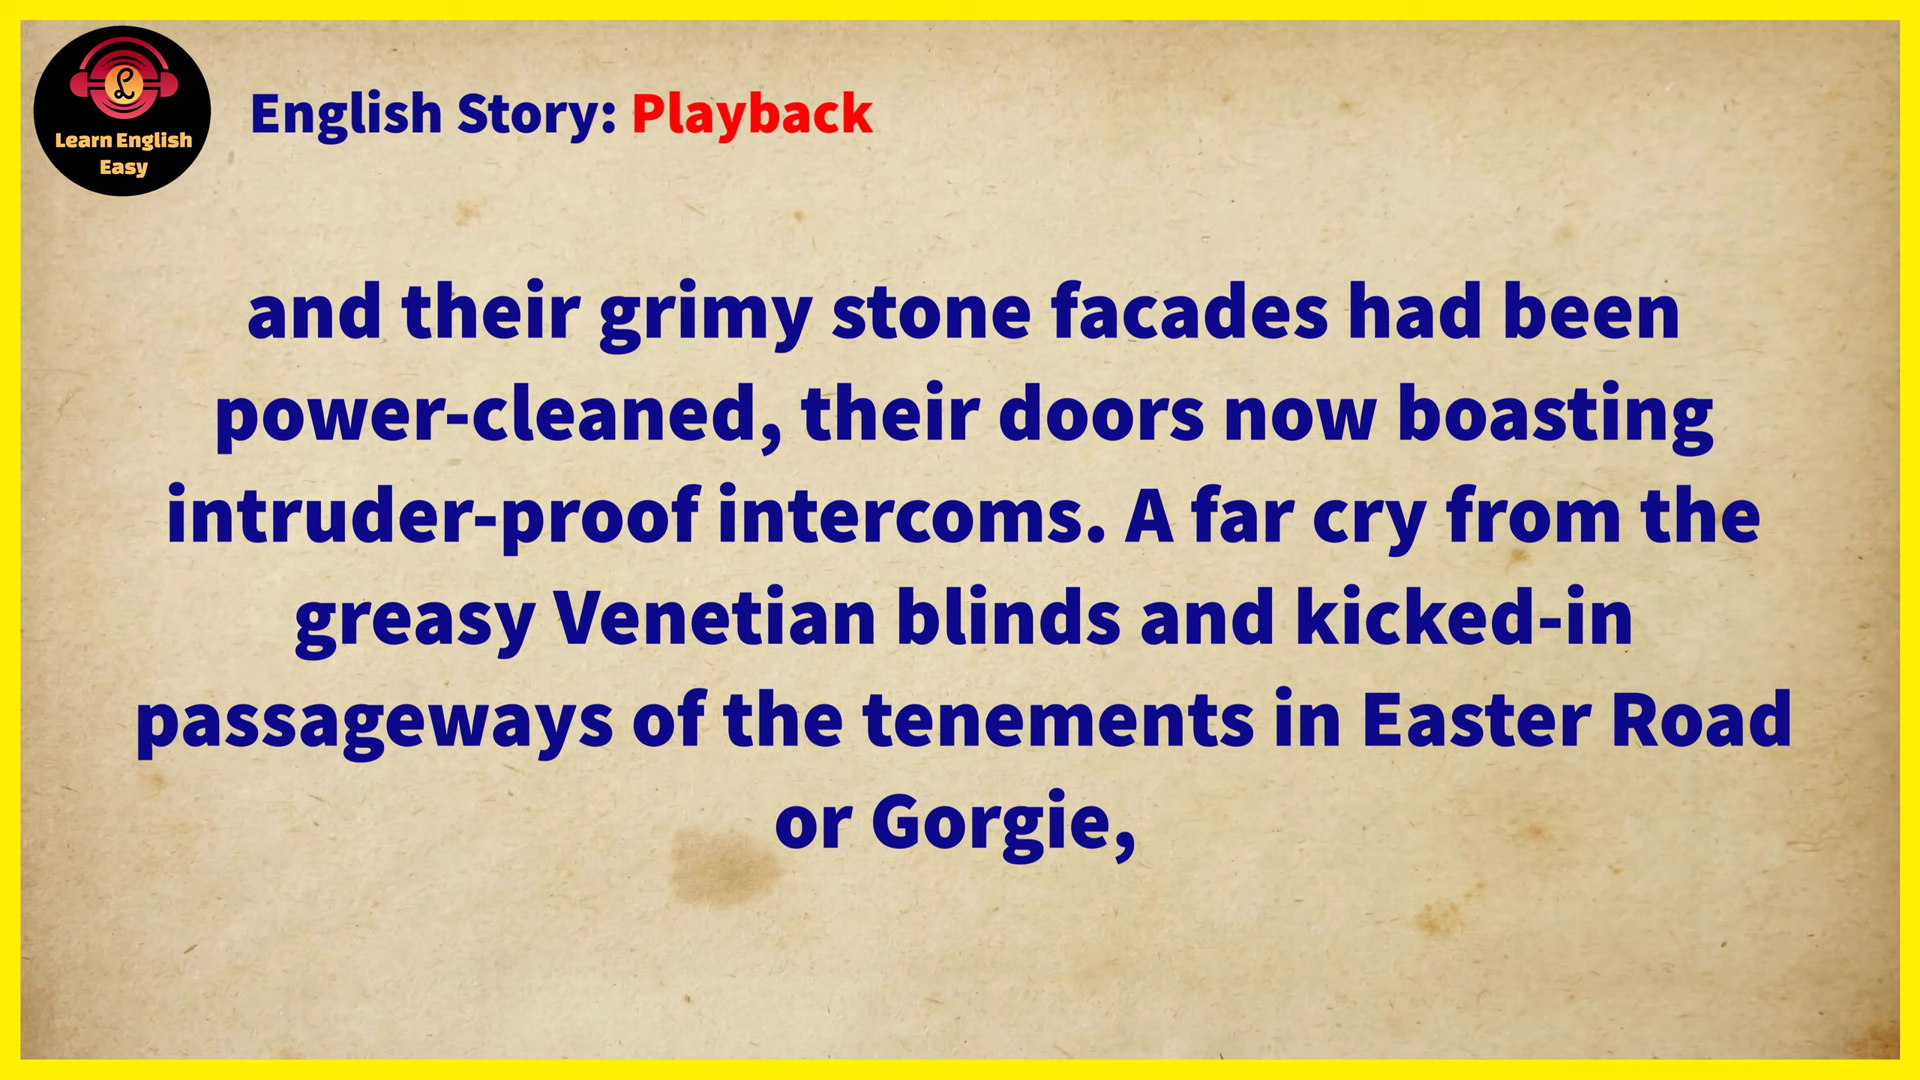 Learn English
Easy
English Story: Playback
and their grimy stone facades had been
power-cleaned, their doors now boasting
intruder-proof intercoms. A far cry from the
greasy Venetian blinds and kicked-in
passageways of the tenements in Easter Road
or Gorgie,